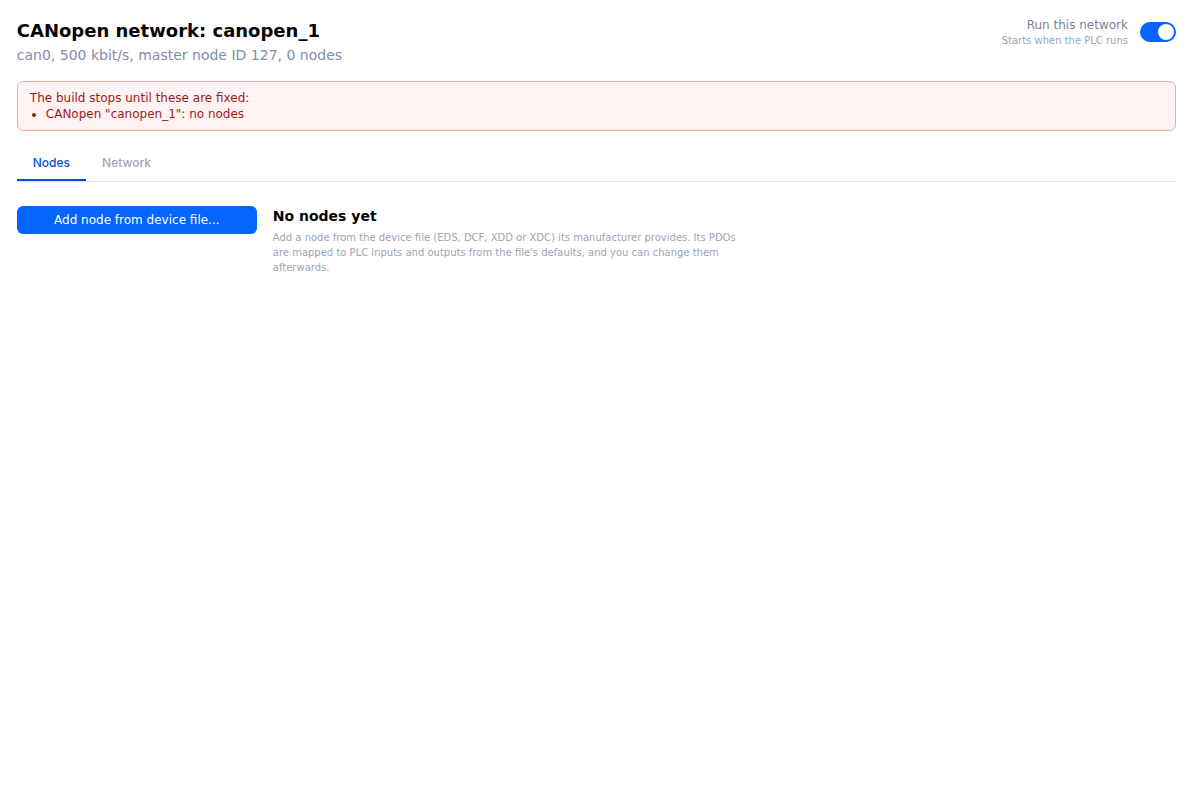 CANopen network: canopen_1
can0, 500 kbit/s, master node ID 127, 0 nodes
Run this network
Starts when the PLC runs
The build stops until these are fixed:
• CANopen "canopen_1": no nodes
Nodes
Network
Add node from device file...
No nodes yet
Add a node from the device file (EDS, DCF, XDD or XDC) its manufacturer provides. Its PDOs
are mapped to PLC inputs and outputs from the file's defaults, and you can change them
afterwards.